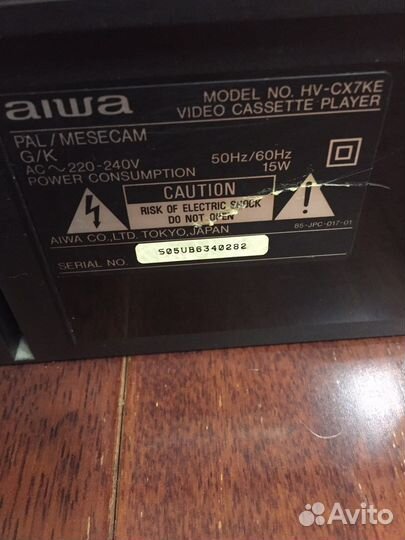 aiwa
MODEL NO. HV-CX7KE
VIDEO CASSETTE PLAYER
PAL/MESECAM
G/K
AC ~ 220-240V 50Hz/60Hz
POWER CONSUMPTION 15W
CAUTION
RISK OF ELECTRIC SHOCK
DO NOT OPEN
AIWA CO.,LTD. TOKYO,JAPAN
85-JPC-017-01
SERIAL NO. S05UB6340282
Avito